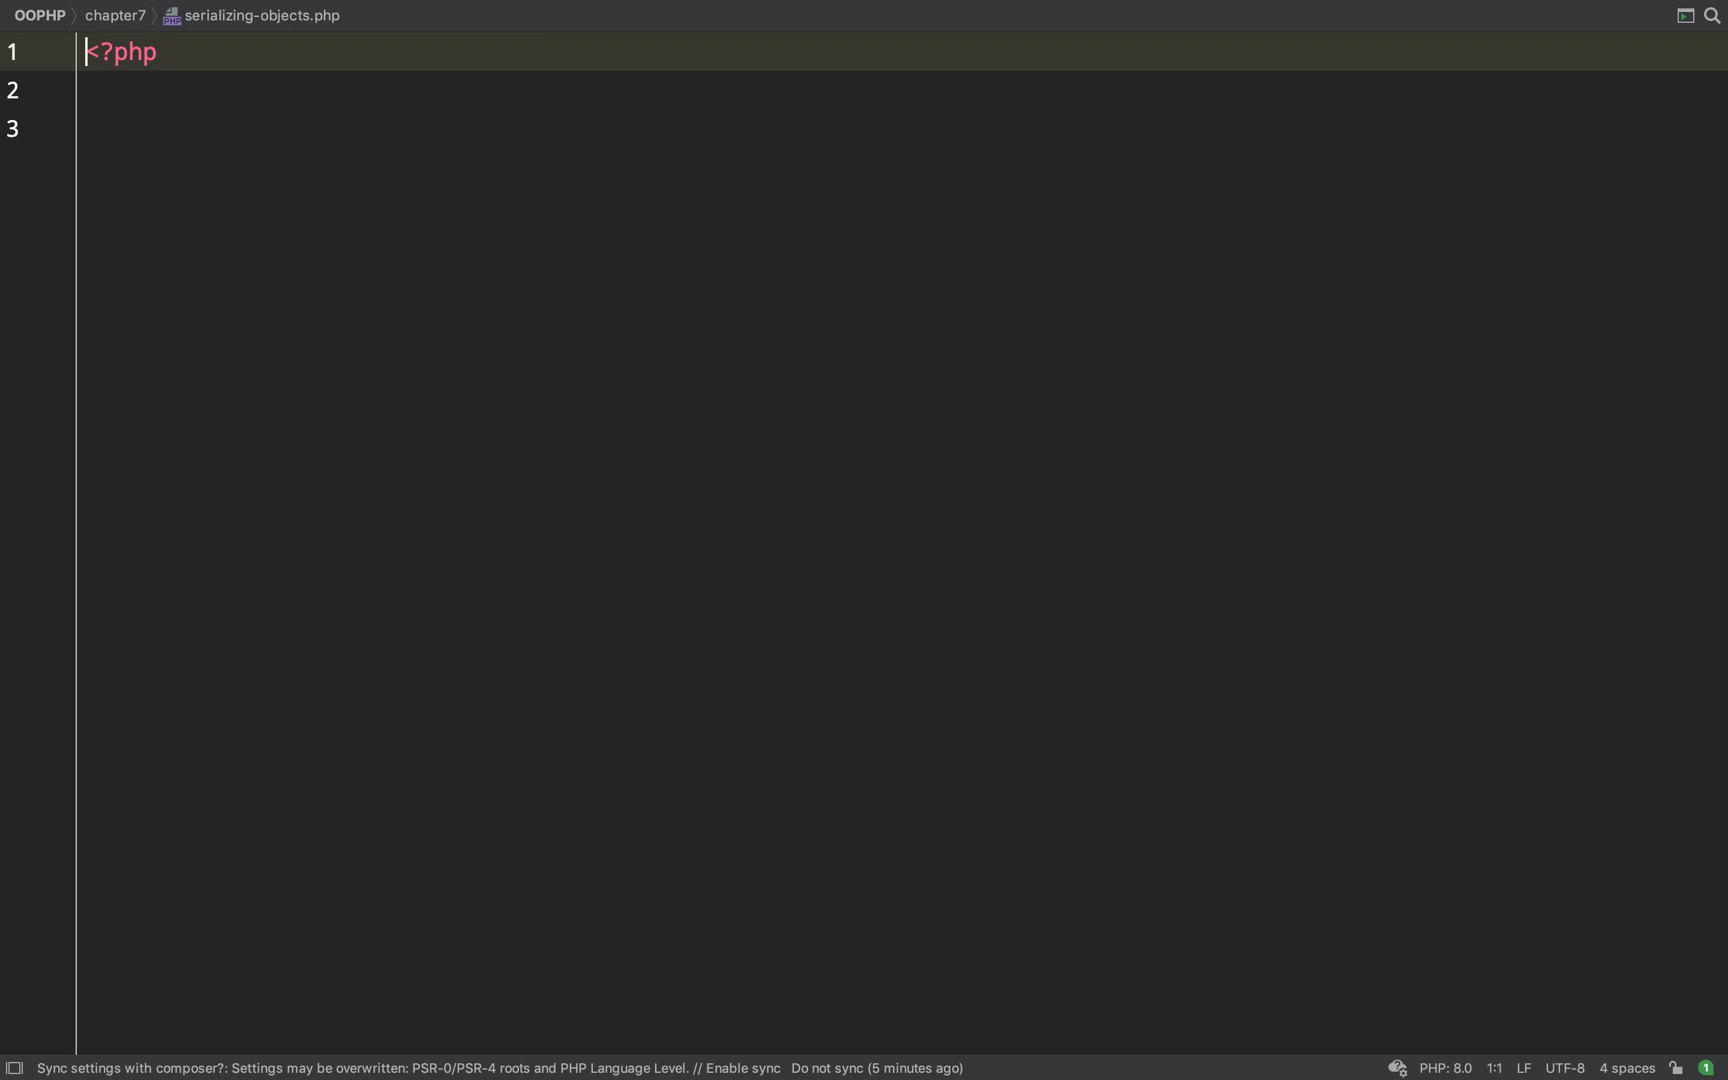 OOPHP chapter7 serializing-objects.php
1 <?php
2
3
Sync settings with composer?: Settings may be overwritten: PSR-0/PSR-4 roots and PHP Language Level. // Enable sync Do not sync (5 minutes ago) PHP: 8.0 1:1 LF UTF-8 4 spaces 1